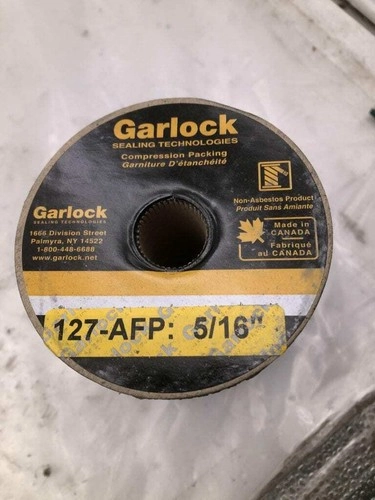 Garlock
SEALING TECHNOLOGIES
Compression Packing
Garniture D'étanchéité
Non-Asbestos Product
Produit Sans Amiante
Garlock
SEALING TECHNOLOGIES
1666 Division Street
Palmyra, NY 14522
1-800-448-6688
www.garlock.net
Made in
CANADA
Fabriqué
au CANADA
127-AFP: 5/16"